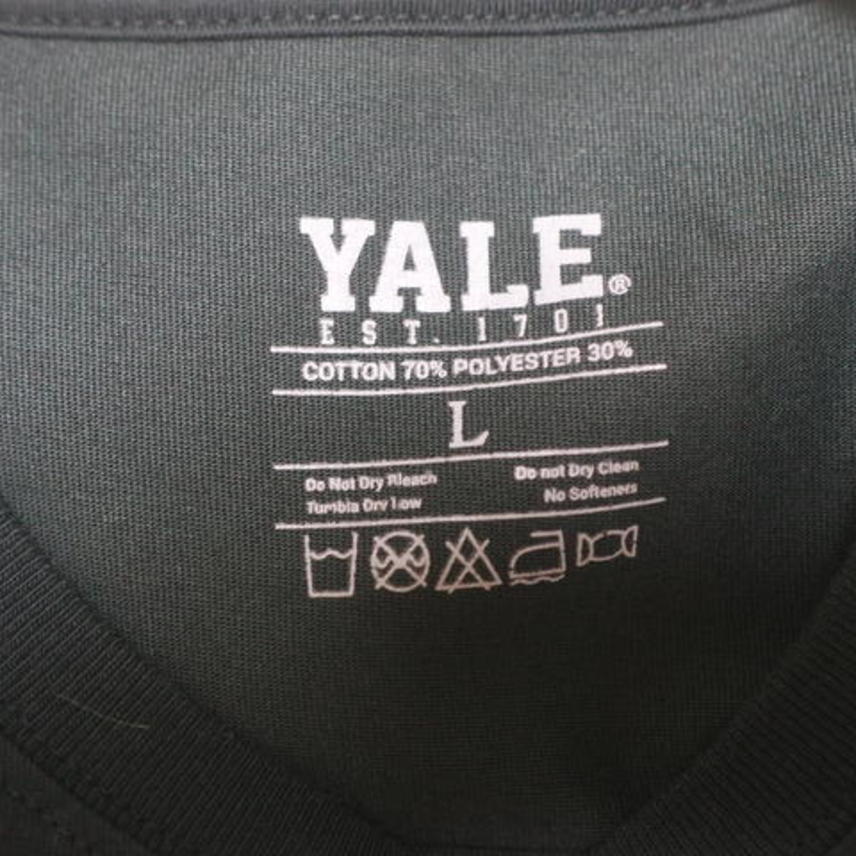 YALE®
EST. 1701
COTTON 70% POLYESTER 30%
L
Do Not Dry Bleach
Do not Dry Clean
Tumble Dry Low
No Softeners